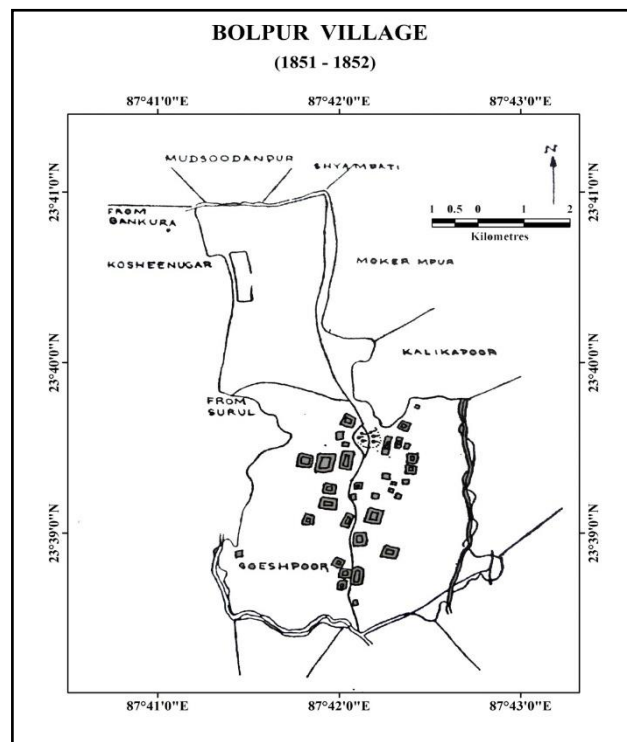 BOLPUR VILLAGE
(1851 - 1852)
87°41'0"E 87°42'0"E 87°43'0"E
MUDSOODANPUR
SHYAMBATI
N
23°41'0"N 23°41'0"N
FROM
BANKURA
1 0.5 0 1 2
Kilometres
KOSHEENUGAR
MOKER MPUR
KALIKAPOOR
23°40'0"N 23°40'0"N
FROM
SURUL
23°39'0"N 23°39'0"N
GOESHPOOR
87°41'0"E 87°42'0"E 87°43'0"E